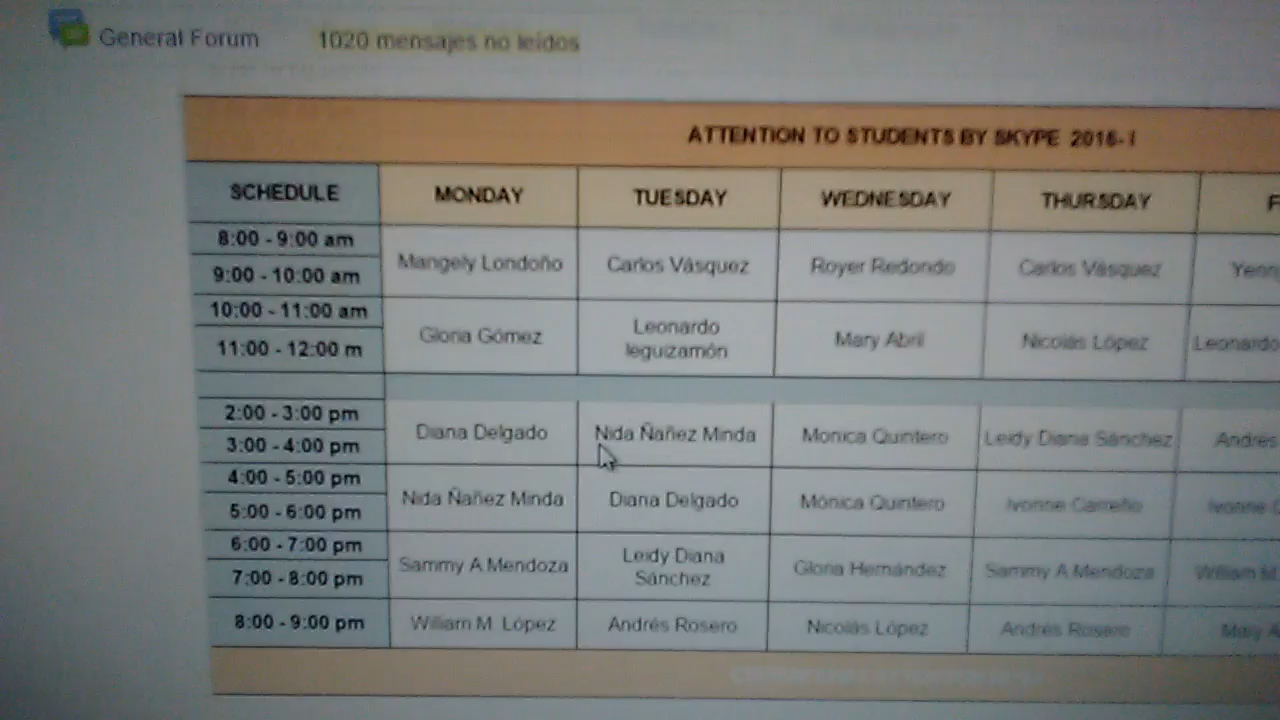 General Forum 1020 mensajes no leídos
ATTENTION TO STUDENTS BY SKYPE 2016- I
SCHEDULE MONDAY TUESDAY WEDNESDAY THURSDAY F
8:00 - 9:00 am
Mangely Londoño Carlos Vásquez Royer Redondo Carlos Vásquez Yenn
9:00 - 10:00 am
10:00 - 11:00 am
Gloria Gómez Leonardo leguizamón Mary Abril Nicolás López Leonardo
11:00 - 12:00 m
2:00 - 3:00 pm
Diana Delgado Nida Ñañez Minda Monica Quintero Leidy Diana Sánchez Andrés
3:00 - 4:00 pm
4:00 - 5:00 pm
Nida Ñañez Minda Diana Delgado Mónica Quintero Ivonne Carreño Ivonne C
5:00 - 6:00 pm
6:00 - 7:00 pm
Sammy A Mendoza Leidy Diana Sánchez Gloria Hernández Sammy A Mendoza William M.
7:00 - 8:00 pm
8:00 - 9:00 pm William M. López Andrés Rosero Nicolás López Andrés Rosero Mary A